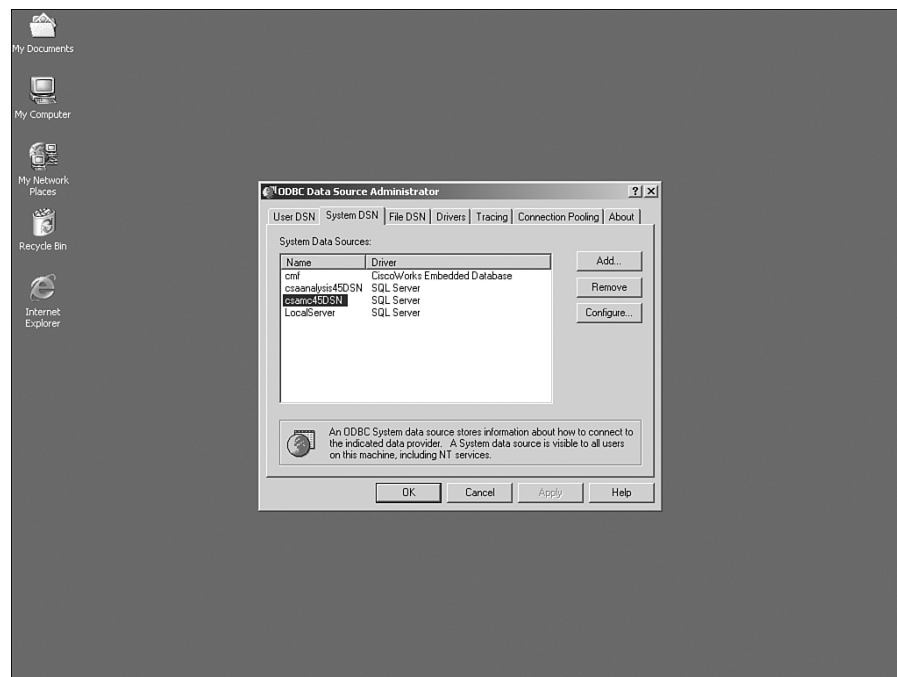 My Documents
My Computer
My Network
Places
Recycle Bin
Internet
Explorer
ODBC Data Source Administrator
User DSN System DSN File DSN Drivers Tracing Connection Pooling About
System Data Sources:
Name Driver
cmf CiscoWorks Embedded Database
csaanalysis45DSN SQL Server
csamc45DSN SQL Server
LocalServer SQL Server
Add...
Remove
Configure...
An ODBC System data source stores information about how to connect to
the indicated data provider. A System data source is visible to all users
on this machine, including NT services.
OK Cancel Apply Help